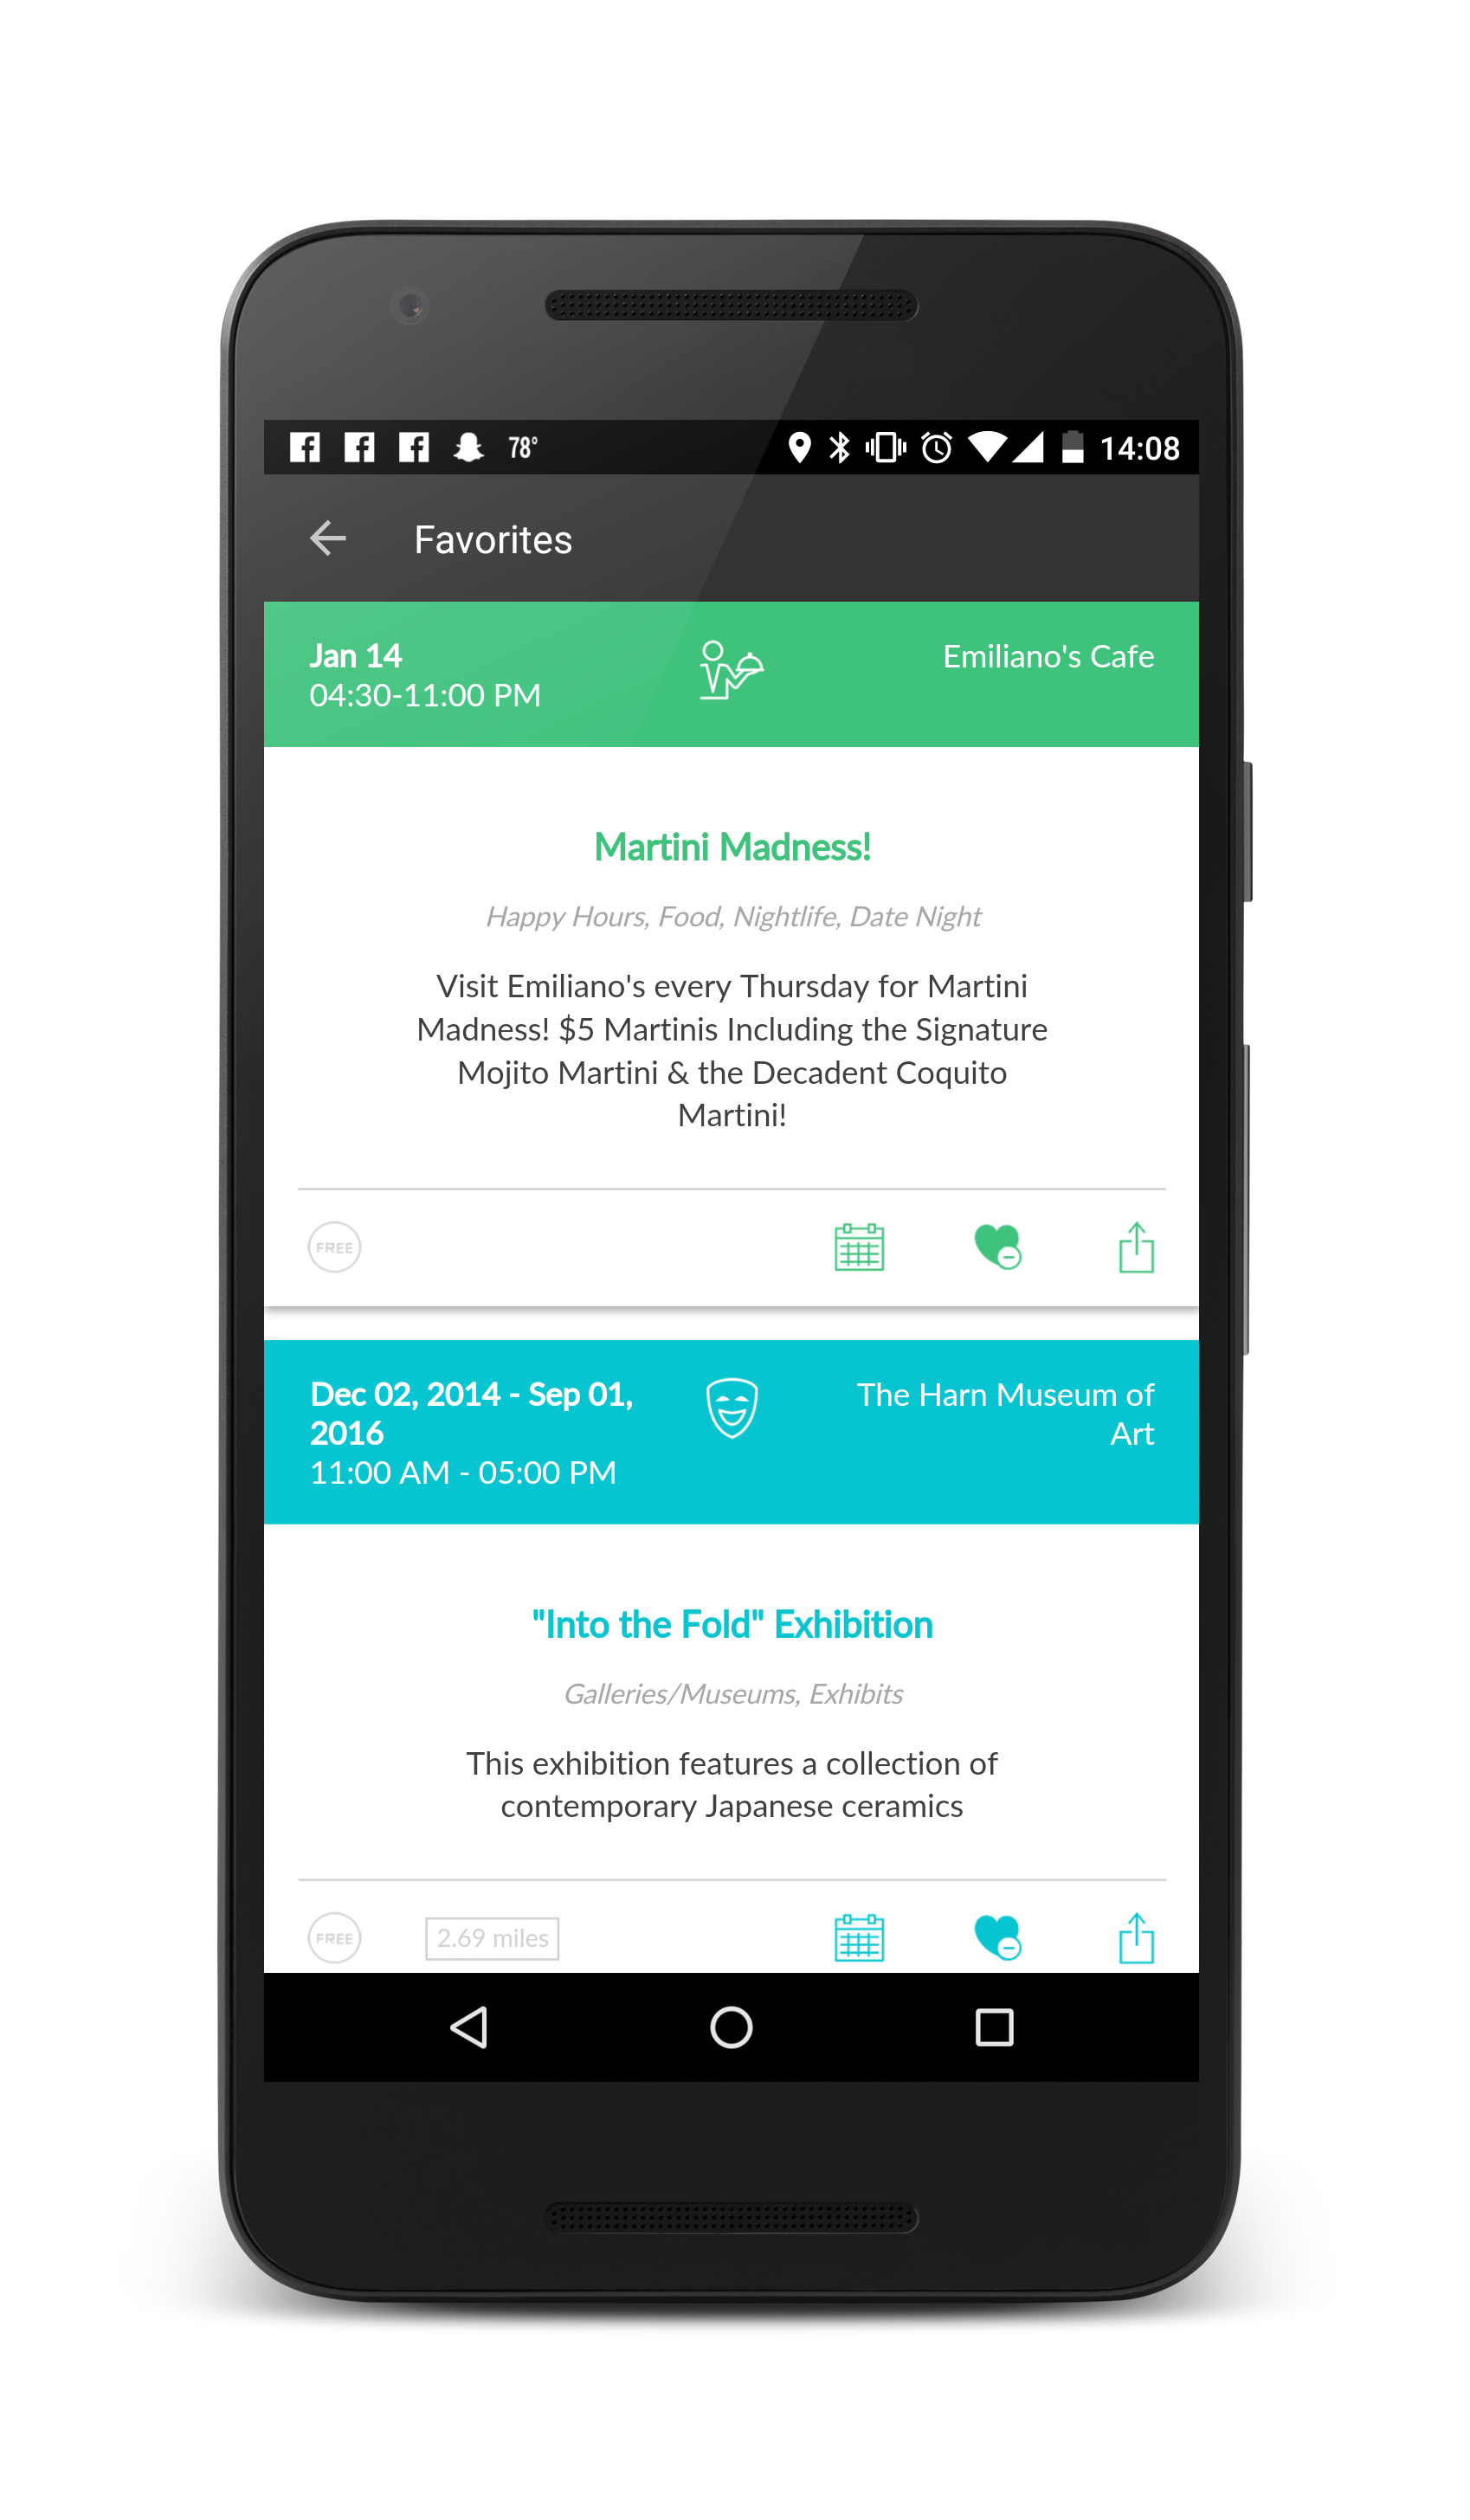 78°
14:08
Favorites
Jan 14
04:30-11:00 PM
Emiliano's Cafe
Martini Madness!
Happy Hours, Food, Nightlife, Date Night
Visit Emiliano's every Thursday for Martini
Madness! $5 Martinis Including the Signature
Mojito Martini & the Decadent Coquito
Martini!
FREE
Dec 02, 2014 - Sep 01,
2016
11:00 AM - 05:00 PM
The Harn Museum of
Art
"Into the Fold" Exhibition
Galleries/Museums, Exhibits
This exhibition features a collection of
contemporary Japanese ceramics
FREE
2.69 miles